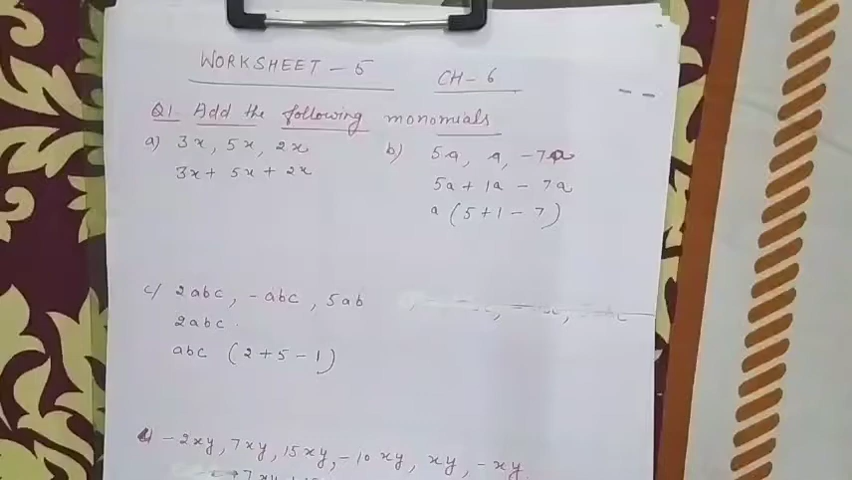 WORKSHEET - 5 CH - 6
Q1. Add the following monomials
a) 3x, 5x, 2x
3x + 5x + 2x
b) 5a, a, -7a
5a + 1a - 7a
a (5 + 1 - 7)
c) 2abc, -abc, 5ab
2abc
abc (2 + 5 - 1)
d) -2xy, 7xy, 15xy, -10xy, xy, -xy